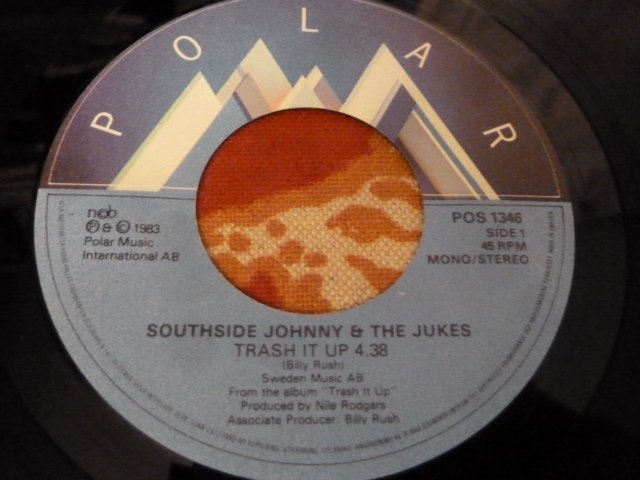 POLAR
ncb
℗ & © 1983
Polar Music
International AB
POS 1346
SIDE 1
45 RPM
MONO/STEREO
SOUTHSIDE JOHNNY & THE JUKES
TRASH IT UP 4.38
(Billy Rush)
Sweden Music AB
From the album "Trash It Up"
Produced by Nile Rodgers
Associate Producer: Billy Rush